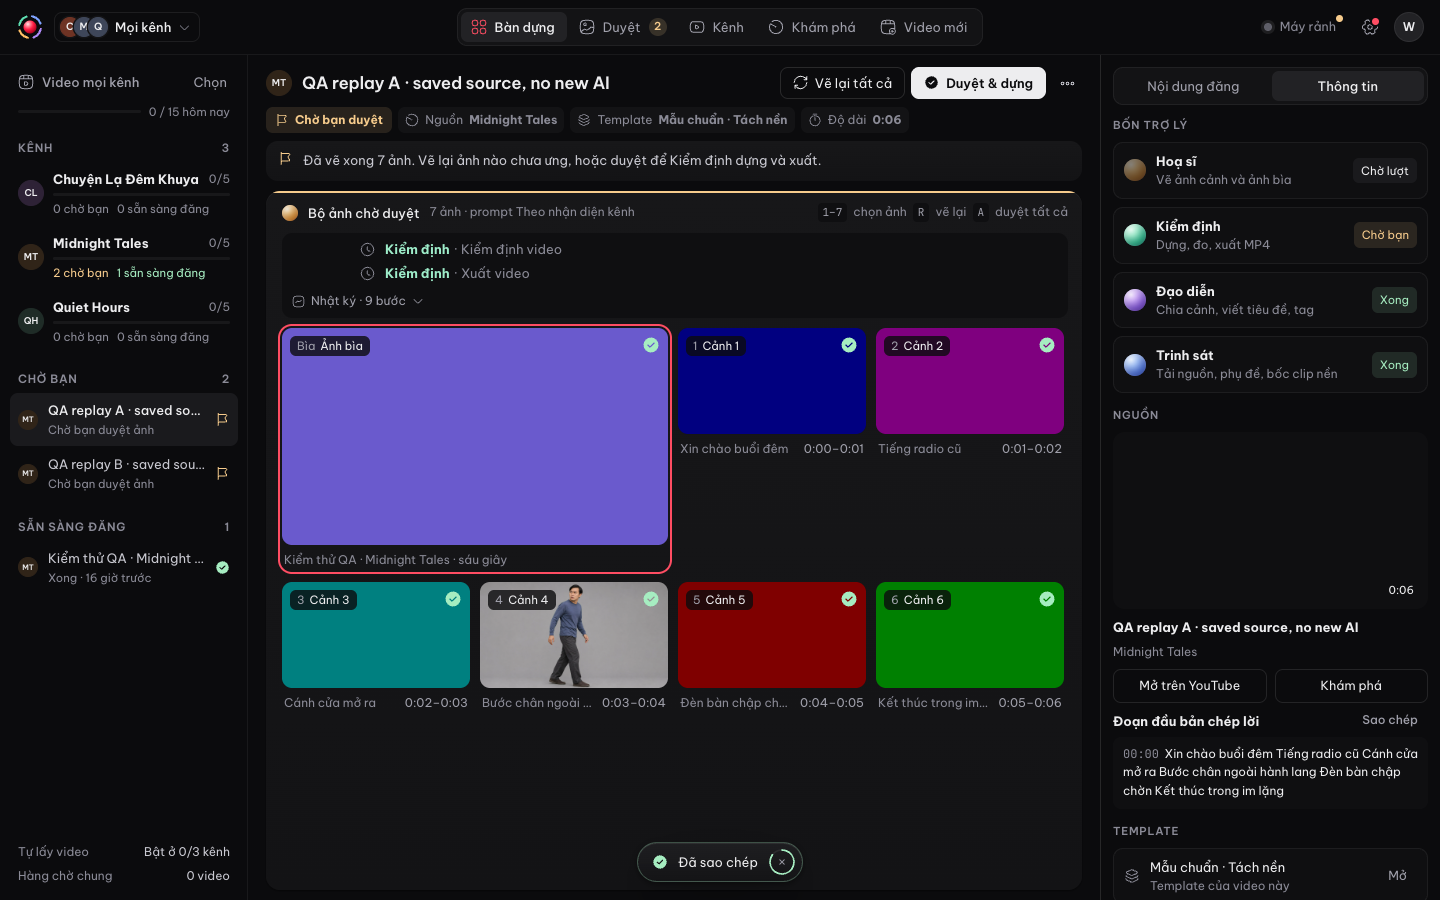 C M Q Mọi kênh
Bàn dựng
Duyệt 2
Kênh
Khám phá
Video mới
Máy rảnh
W
Video mọi kênh Chọn
0 / 15 hôm nay
KÊNH 3
CL Chuyện Lạ Đêm Khuya 0/5
0 chờ bạn 0 sẵn sàng đăng
MT Midnight Tales 0/5
2 chờ bạn 1 sẵn sàng đăng
QH Quiet Hours 0/5
0 chờ bạn 0 sẵn sàng đăng
CHỜ BẠN 2
MT QA replay A · saved so...
Chờ bạn duyệt ảnh
MT QA replay B · saved sou...
Chờ bạn duyệt ảnh
SẴN SÀNG ĐĂNG 1
MT Kiểm thử QA · Midnight ...
Xong · 16 giờ trước
Tự lấy video Bật ở 0/3 kênh
Hàng chờ chung 0 video
MT QA replay A · saved source, no new AI
Vẽ lại tất cả
Duyệt & dựng
Chờ bạn duyệt
Nguồn Midnight Tales
Template Mẫu chuẩn · Tách nền
Độ dài 0:06
Đã vẽ xong 7 ảnh. Vẽ lại ảnh nào chưa ưng, hoặc duyệt để Kiểm định dựng và xuất.
Bộ ảnh chờ duyệt 7 ảnh · prompt Theo nhận diện kênh
1–7 chọn ảnh R vẽ lại A duyệt tất cả
Kiểm định · Kiểm định video
Kiểm định · Xuất video
Nhật ký · 9 bước
Bìa Ảnh bìa
Kiểm thử QA · Midnight Tales · sáu giây
1 Cảnh 1
Xin chào buổi đêm 0:00–0:01
2 Cảnh 2
Tiếng radio cũ 0:01–0:02
3 Cảnh 3
Cánh cửa mở ra 0:02–0:03
4 Cảnh 4
Bước chân ngoài ... 0:03–0:04
5 Cảnh 5
Đèn bàn chập ch... 0:04–0:05
6 Cảnh 6
Kết thúc trong im... 0:05–0:06
Đã sao chép
Nội dung đăng
Thông tin
BỐN TRỢ LÝ
Hoạ sĩ
Vẽ ảnh cảnh và ảnh bìa
Chờ lượt
Kiểm định
Dựng, đo, xuất MP4
Chờ bạn
Đạo diễn
Chia cảnh, viết tiêu đề, tag
Xong
Trinh sát
Tải nguồn, phụ đề, bốc clip nền
Xong
NGUỒN
0:06
QA replay A · saved source, no new AI
Midnight Tales
Mở trên YouTube
Khám phá
Đoạn đầu bản chép lời Sao chép
00:00 Xin chào buổi đêm Tiếng radio cũ Cánh cửa
mở ra Bước chân ngoài hành lang Đèn bàn chập
chờn Kết thúc trong im lặng
TEMPLATE
Mẫu chuẩn · Tách nền
Template của video này
Mở